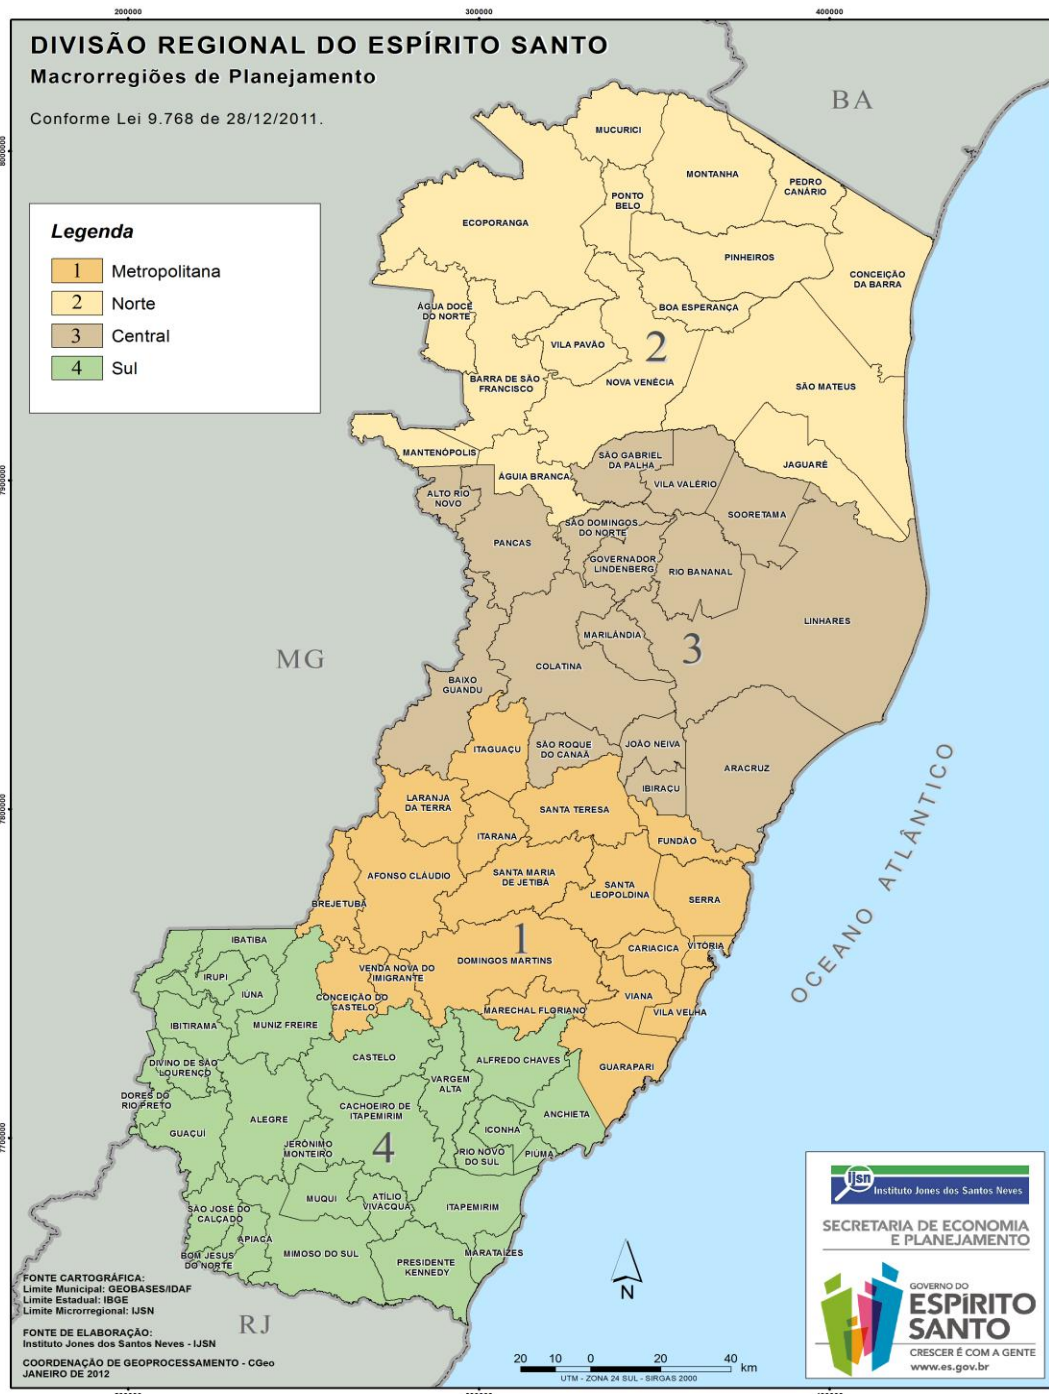 200000
300000
400000
DIVISÃO REGIONAL DO ESPÍRITO SANTO
Macrorregiões de Planejamento
Conforme Lei 9.768 de 28/12/2011.
BA
8000000
Legenda
1 Metropolitana
2 Norte
3 Central
4 Sul
MUCURICI
MONTANHA
PEDRO
CANÁRIO
PONTO
BELO
ECOPORANGA
PINHEIROS
CONCEIÇÃO
DA BARRA
ÁGUA DOCE
DO NORTE
BOA ESPERANÇA
VILA PAVÃO
2
BARRA DE SÃO
FRANCISCO
NOVA VENÉCIA
SÃO MATEUS
MANTENÓPOLIS
ÁGUIA BRANCA
SÃO GABRIEL
DA PALHA
JAGUARÉ
7900000
VILA VALÉRIO
ALTO RIO
NOVO
SOORETAMA
PANCAS
SÃO DOMINGOS
DO NORTE
GOVERNADOR
LINDENBERG
RIO BANANAL
LINHARES
MARILÂNDIA
3
MG
COLATINA
BAIXO
GUANDU
ITAGUAÇU
SÃO ROQUE
DO CANAÃ
JOÃO NEIVA
ARACRUZ
IBIRAÇU
7800000
LARANJA
DA TERRA
SANTA TERESA
ITARANA
FUNDÃO
OCEANO ATLÂNTICO
AFONSO CLÁUDIO
SANTA MARIA
DE JETIBÁ
SANTA
LEOPOLDINA
SERRA
BREJETUBA
1
IBATIBA
CARIACICA
VITÓRIA
DOMINGOS MARTINS
VENDA NOVA DO
IMIGRANTE
IRUPI
IÚNA
CONCEIÇÃO DO
CASTELO
VIANA
MARECHAL FLORIANO
VILA VELHA
IBITIRAMA
MUNIZ FREIRE
CASTELO
ALFREDO CHAVES
GUARAPARI
DIVINO DE SÃO
LOURENÇO
VARGEM
ALTA
DORES DO
RIO PRETO
CACHOEIRO DE
ITAPEMIRIM
ANCHIETA
ALEGRE
GUAÇUÍ
ICONHA
7700000
JERÔNIMO
MONTEIRO
4
RIO NOVO
DO SUL
PIÚMA
MUQUI
ATÍLIO
VIVÁCQUA
ITAPEMIRIM
SÃO JOSÉ DO
CALÇADO
APIACÁ
BOM JESUS
DO NORTE
MIMOSO DO SUL
PRESIDENTE
KENNEDY
MARATAÍZES
RJ
FONTE CARTOGRÁFICA:
Limite Municipal: GEOBASES/IDAF
Limite Estadual: IBGE
Limite Microrregional: IJSN
FONTE DE ELABORAÇÃO:
Instituto Jones dos Santos Neves - IJSN
COORDENAÇÃO DE GEOPROCESSAMENTO - CGeo
JANEIRO DE 2012
N
20 10 0 20 40 km
UTM - ZONA 24 SUL - SIRGAS 2000
ijsn
Instituto Jones dos Santos Neves
SECRETARIA DE ECONOMIA
E PLANEJAMENTO
GOVERNO DO
ESPÍRITO
SANTO
CRESCER É COM A GENTE
www.es.gov.br